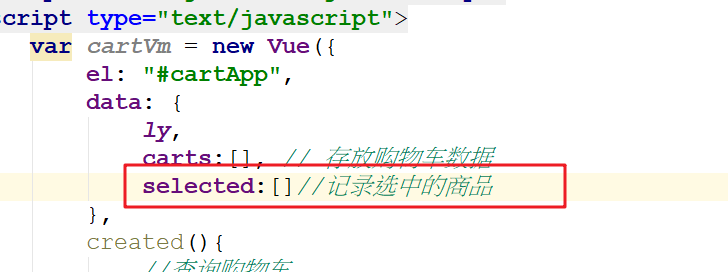 script type="text/javascript">
var cartVm = new Vue({
el: "#cartApp",
data: {
ly,
carts:[], // 存放购物车数据
selected:[]//记录选中的商品
},
created(){
//查询购物车